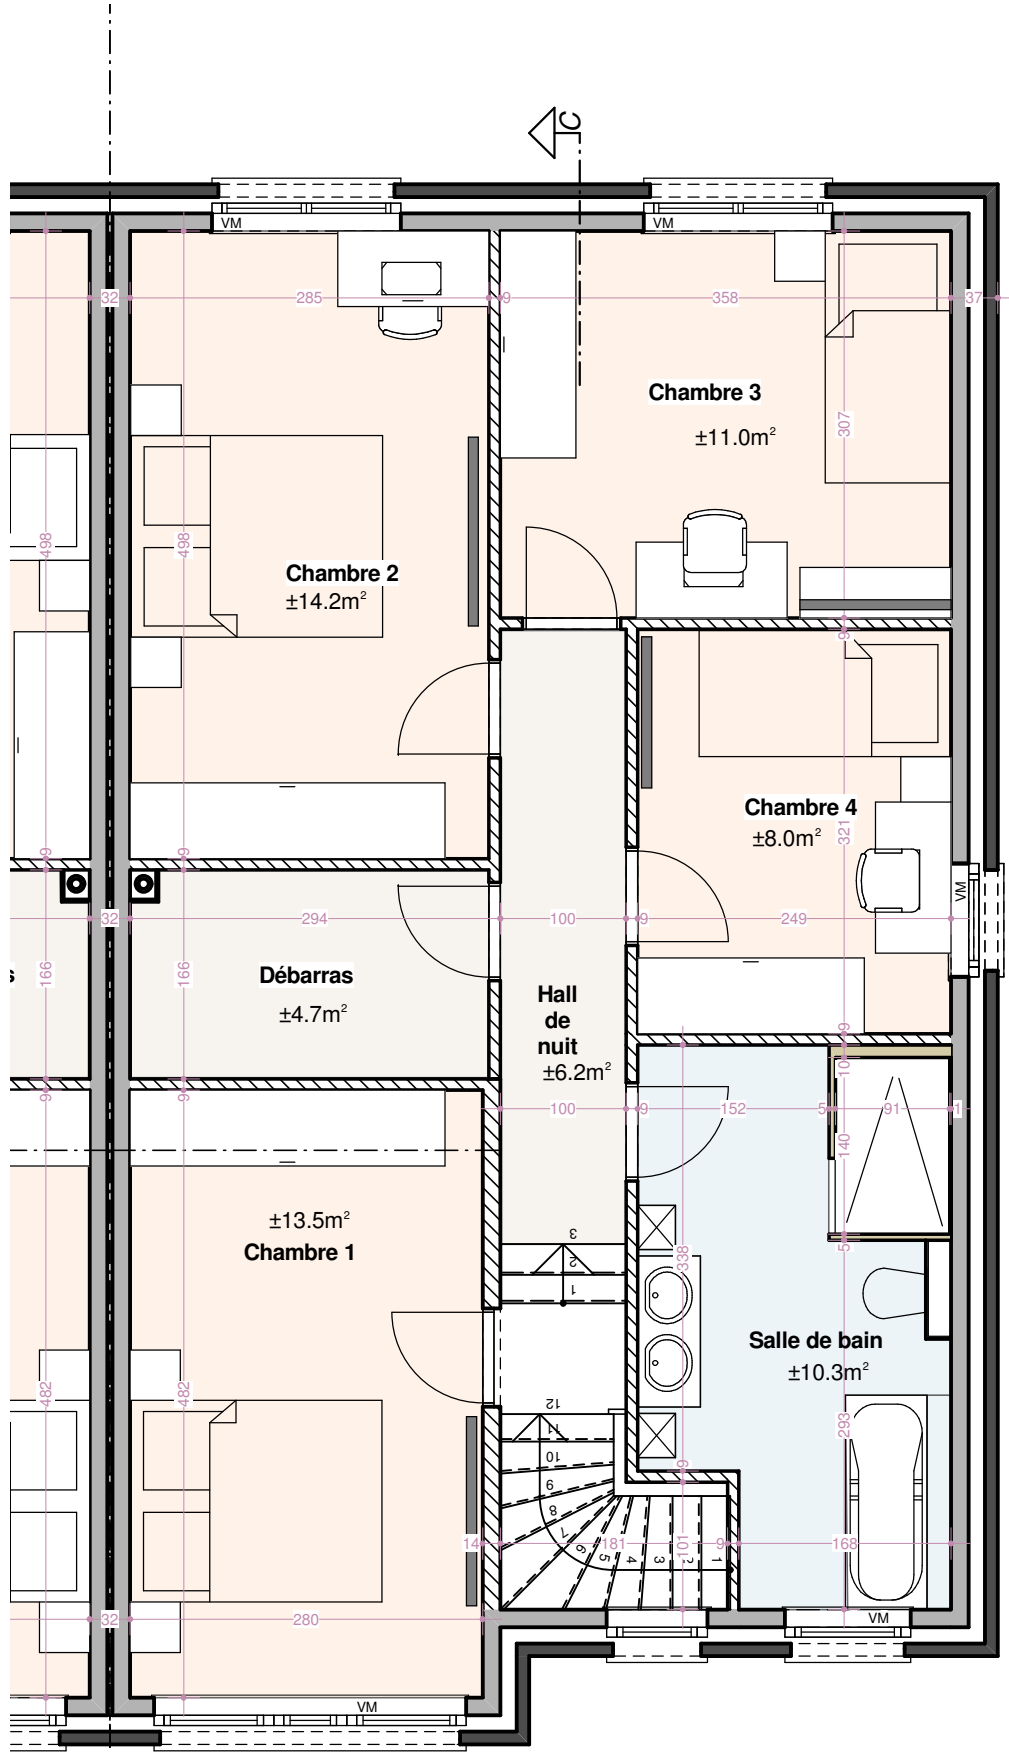 C
VM
VM
32
285
9
358
37
Chambre 3
±11.0m²
307
498
498
Chambre 2
±14.2m²
9
Chambre 4
±8.0m²
321
9
9
VM
32
294
100
9
249
s
166
166
Débarras
±4.7m²
Hall
de
nuit
±6.2m²
9
10
9
9
100
9
152
5
91
1
140
±13.5m²
Chambre 1
3
2
1
338
5
Salle de bain
±10.3m²
482
482
12
11
10
9
8
7
6
5
4
3
2
1
293
9
14
181
101
9
168
32
280
VM
VM